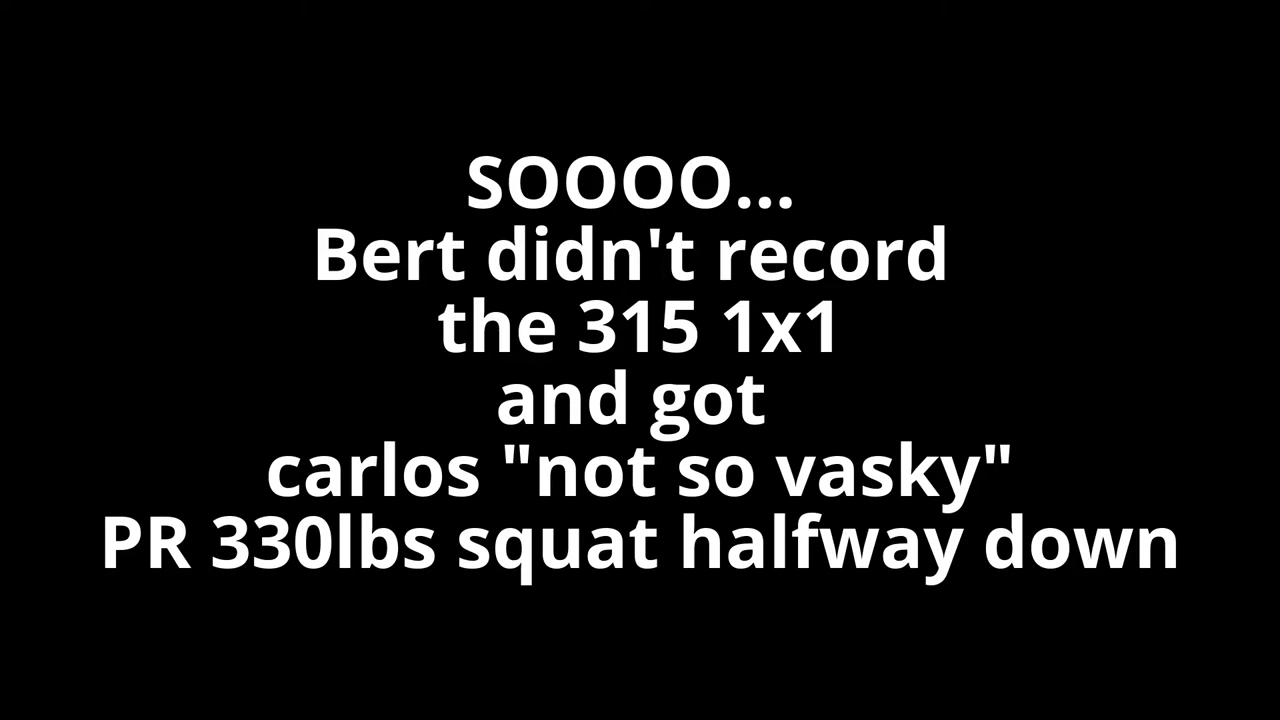 SOOOO...
Bert didn't record
the 315 1x1
and got
carlos "not so vasky"
PR 330lbs squat halfway down